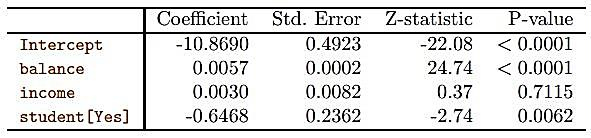 Coefficient Std. Error Z-statistic P-value
Intercept -10.8690 0.4923 -22.08 < 0.0001
balance 0.0057 0.0002 24.74 < 0.0001
income 0.0030 0.0082 0.37 0.7115
student[Yes] -0.6468 0.2362 -2.74 0.0062